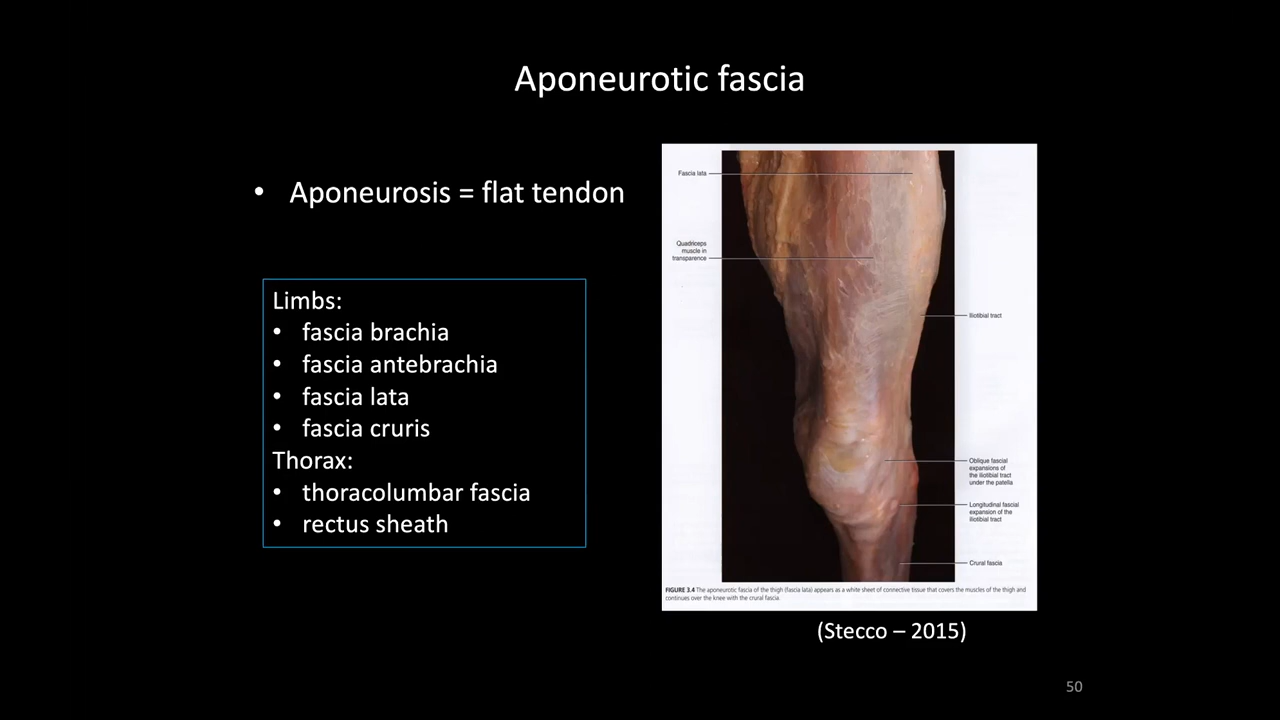 Aponeurotic fascia
• Aponeurosis = flat tendon
Limbs:
• fascia brachia
• fascia antebrachia
• fascia lata
• fascia cruris
Thorax:
• thoracolumbar fascia
• rectus sheath
Fascia lata
Quadriceps
muscle in
transparence
Iliotibial tract
Oblique fascial
expansions of
the iliotibial tract
under the patella
Longitudinal fascial
expansion of the
iliotibial tract
Crural fascia
FIGURE 3.4 The aponeurotic fascia of the thigh (fascia lata) appears as a white sheet of connective tissue that covers the muscles of the thigh and
continues over the knee with the crural fascia.
(Stecco – 2015)
50